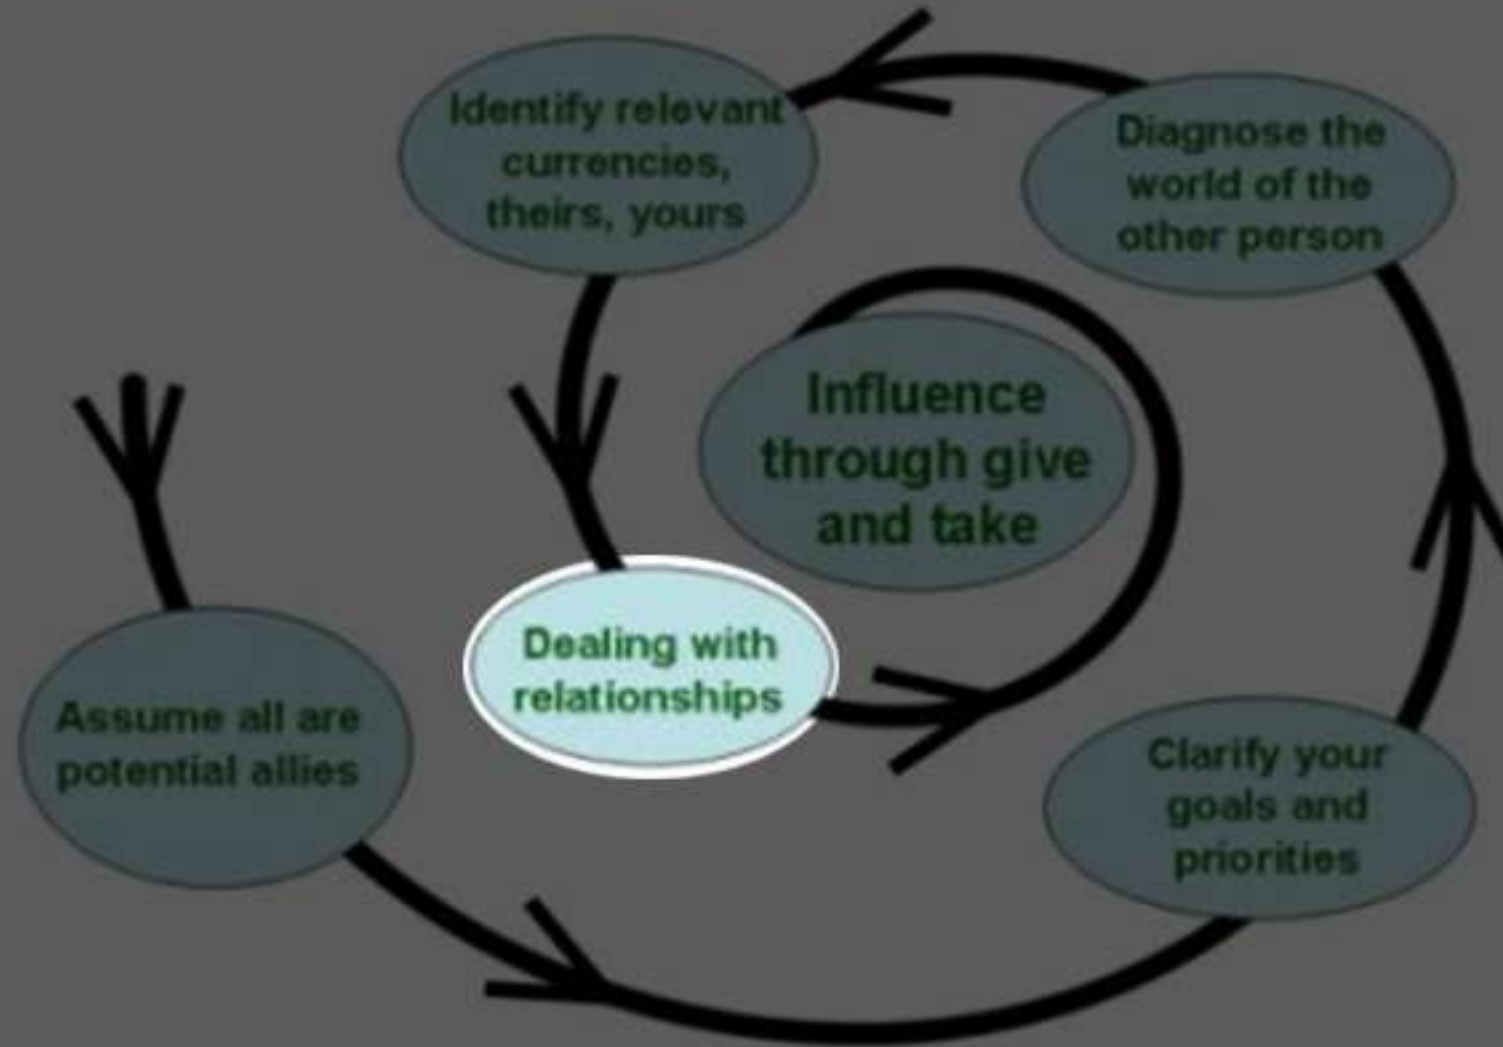 Identify relevant
currencies,
theirs, yours
Diagnose the
world of the
other person
Influence
through give
and take
Dealing with
relationships
Assume all are
potential allies
Clarify your
goals and
priorities